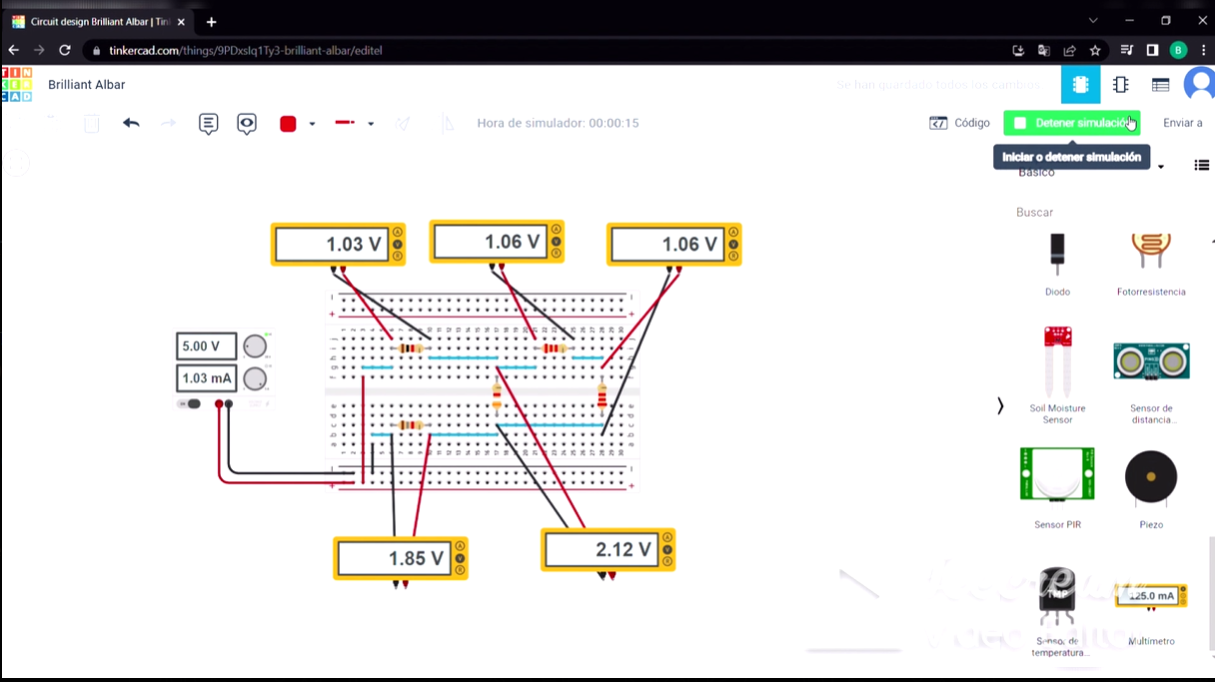 Circuit design Brilliant Albar | Tin
tinkercad.com/things/9PDxsIq1Ty3-brilliant-albar/editel
B
TIN
KER
CAD
Brilliant Albar
Se han guardado todos los cambios
Hora de simulador: 00:00:15
Código
Detener simulación
Enviar a
Iniciar o detener simulación
Básico
Buscar
Diodo
Fotorresistencia
Soil Moisture
Sensor
Sensor de
distancia...
Sensor PIR
Piezo
TMP
125.0 mA
Sensor de
temperatura...
Multímetro
1.03 V
1.06 V
1.06 V
5.00 V
1.03 mA
1.85 V
2.12 V